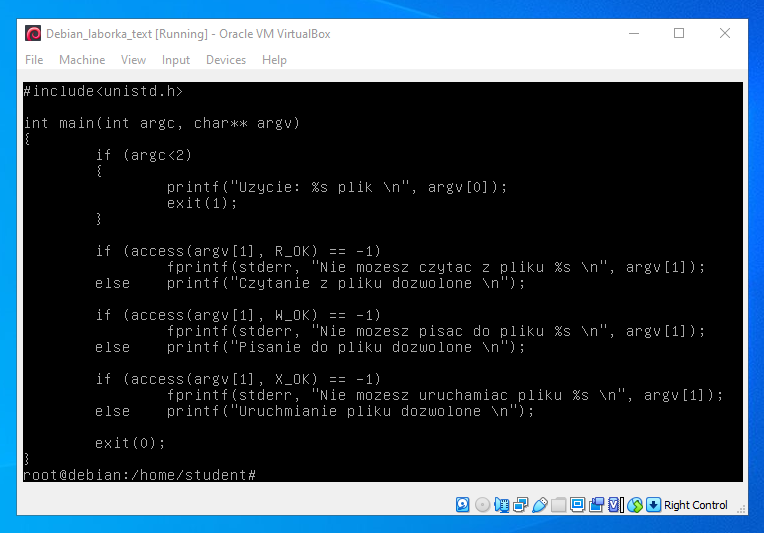 Debian_laborka_text [Running] - Oracle VM VirtualBox
File Machine View Input Devices Help
#include<unistd.h>
int main(int argc, char** argv)
{
        if (argc<2)
        {
                printf("Uzycie: %s plik \n", argv[0]);
                exit(1);
        }
        if (access(argv[1], R_OK) == -1)
                fprintf(stderr, "Nie mozesz czytac z pliku %s \n", argv[1]);
        else    printf("Czytanie z pliku dozwolone \n");
        if (access(argv[1], W_OK) == -1)
                fprintf(stderr, "Nie mozesz pisac do pliku %s \n", argv[1]);
        else    printf("Pisanie do pliku dozwolone \n");
        if (access(argv[1], X_OK) == -1)
                fprintf(stderr, "Nie mozesz uruchamiac pliku %s \n", argv[1]);
        else    printf("Uruchmianie pliku dozwolone \n");
        exit(0);
}
root@debian:/home/student#
Right Control